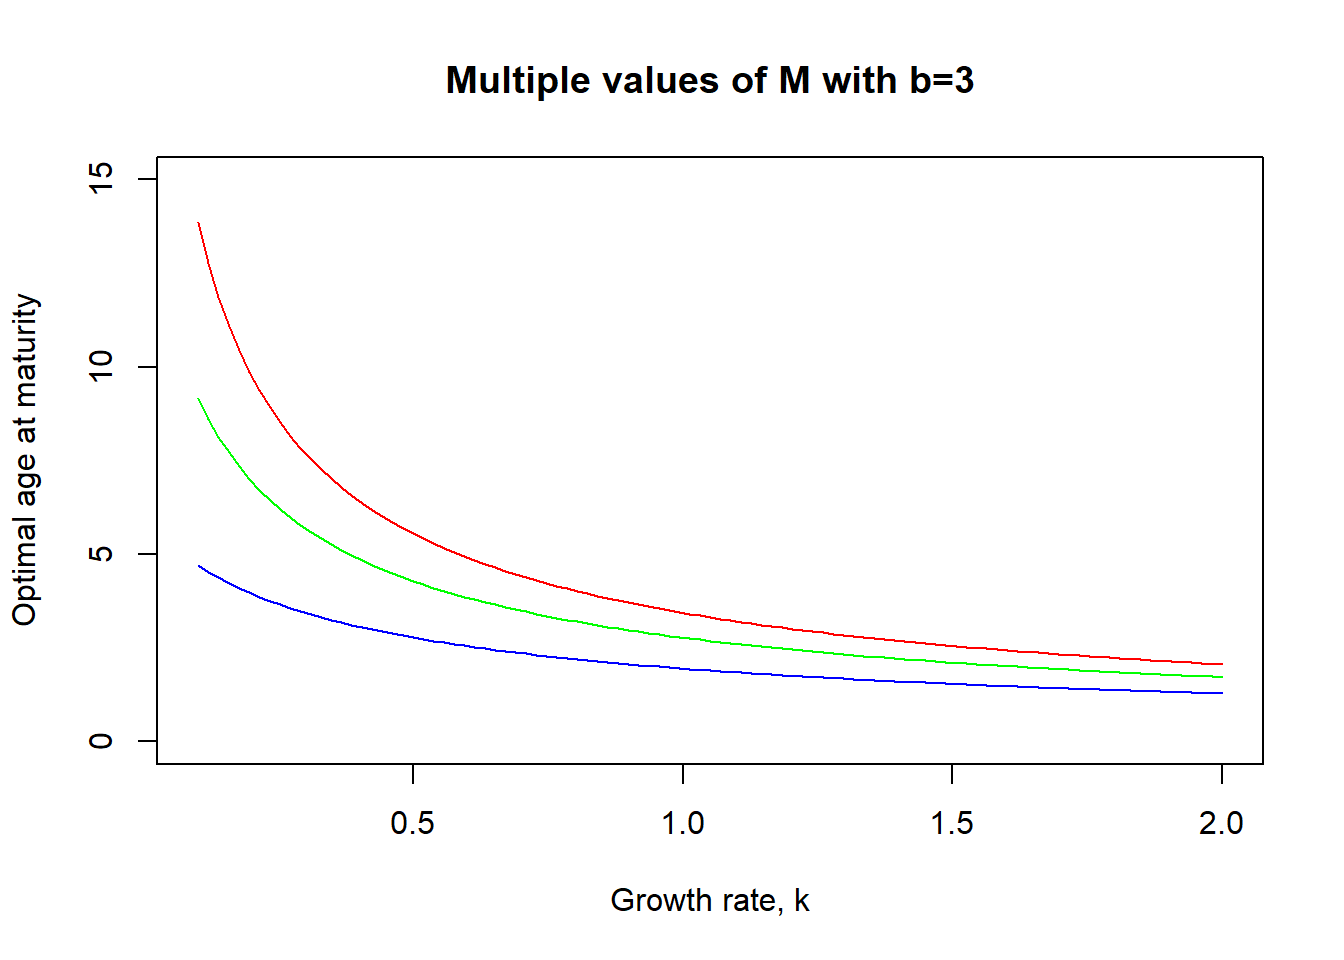 Multiple values of M with b=3
Optimal age at maturity
15
10
5
0
0.5 1.0 1.5 2.0
Growth rate, k